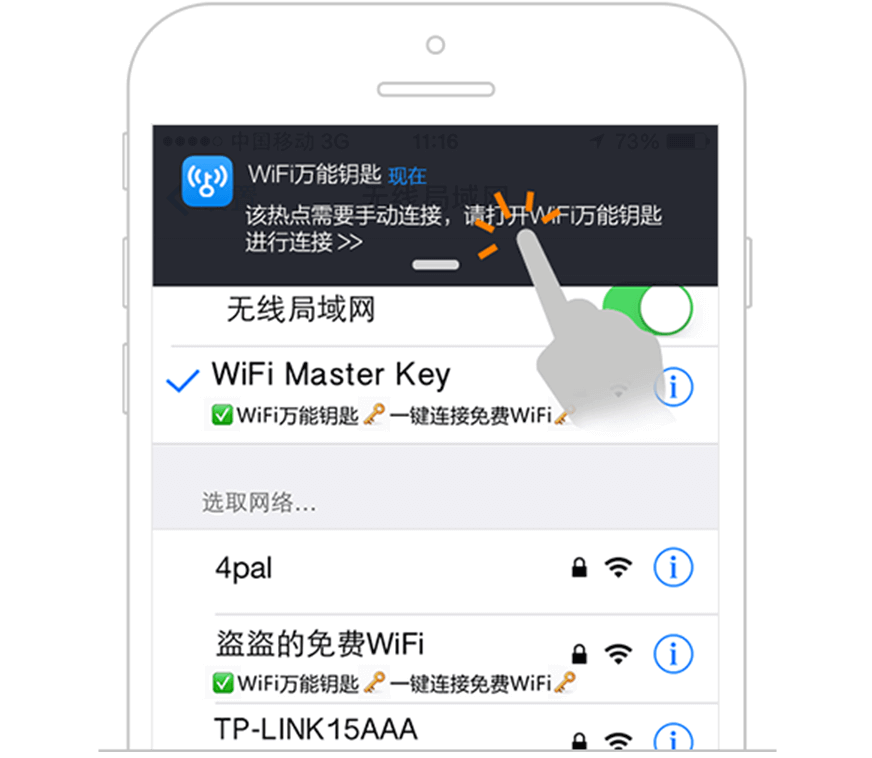 中国移动 3G 11:16 73%
WiFi万能钥匙 现在
无线局域网
该热点需要手动连接，请打开WiFi万能钥匙
进行连接 >>
无线局域网
WiFi Master Key
✅WiFi万能钥匙🔑一键连接免费WiFi🔑
选取网络...
4pal
盗盗的免费WiFi
✅WiFi万能钥匙🔑一键连接免费WiFi🔑
TP-LINK15AAA